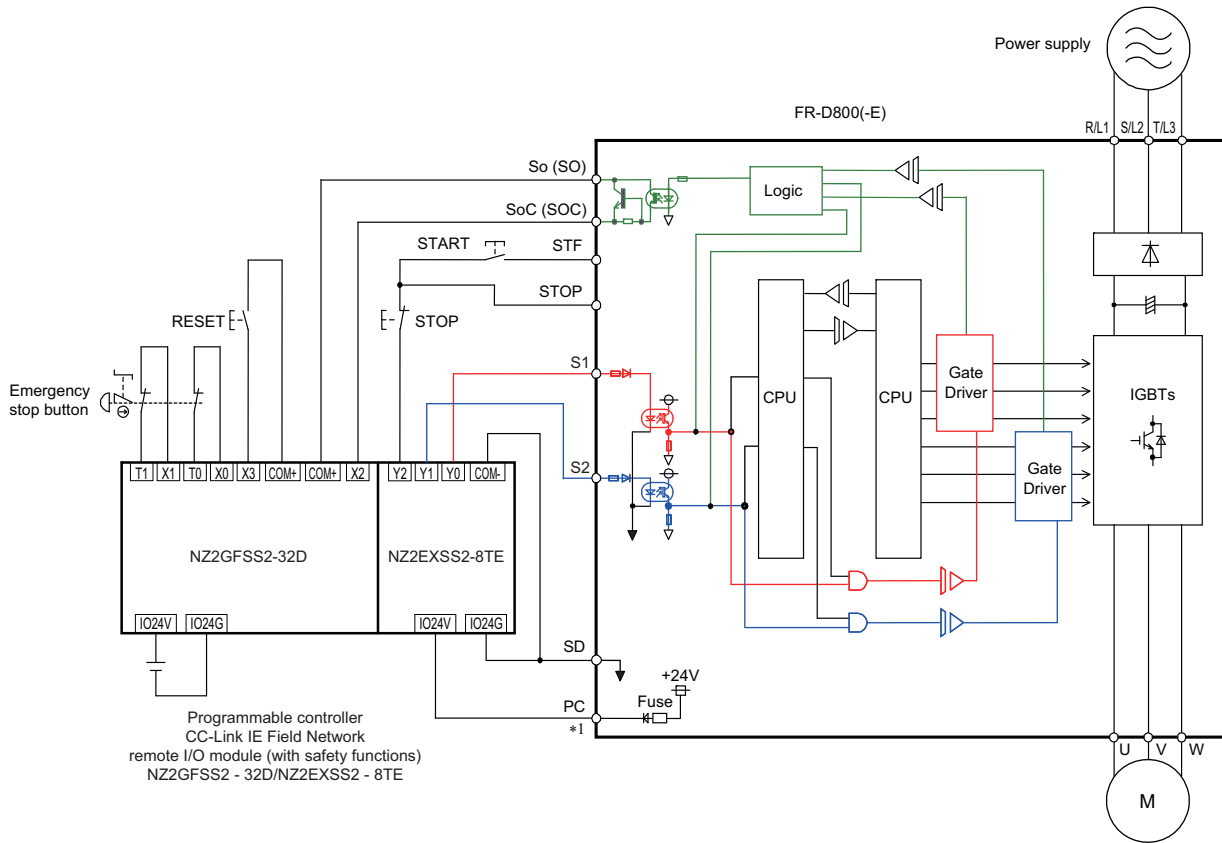 Power supply
FR-D800(-E)
R/L1 S/L2 T/L3
So (SO)
Logic
SoC (SOC)
START
STF
STOP
RESET
STOP
S1
Emergency
stop button
CPU
CPU
Gate
Driver
IGBTs
S2
Gate
Driver
T1 X1 T0 X0 X3 COM+ COM+ X2 Y2 Y1 Y0 COM-
NZ2GFSS2-32D
NZ2EXSS2-8TE
IO24V IO24G
IO24V IO24G
SD
+24V
Fuse
PC
*1
Programmable controller
CC-Link IE Field Network
remote I/O module (with safety functions)
NZ2GFSS2 - 32D/NZ2EXSS2 - 8TE
U V W
M